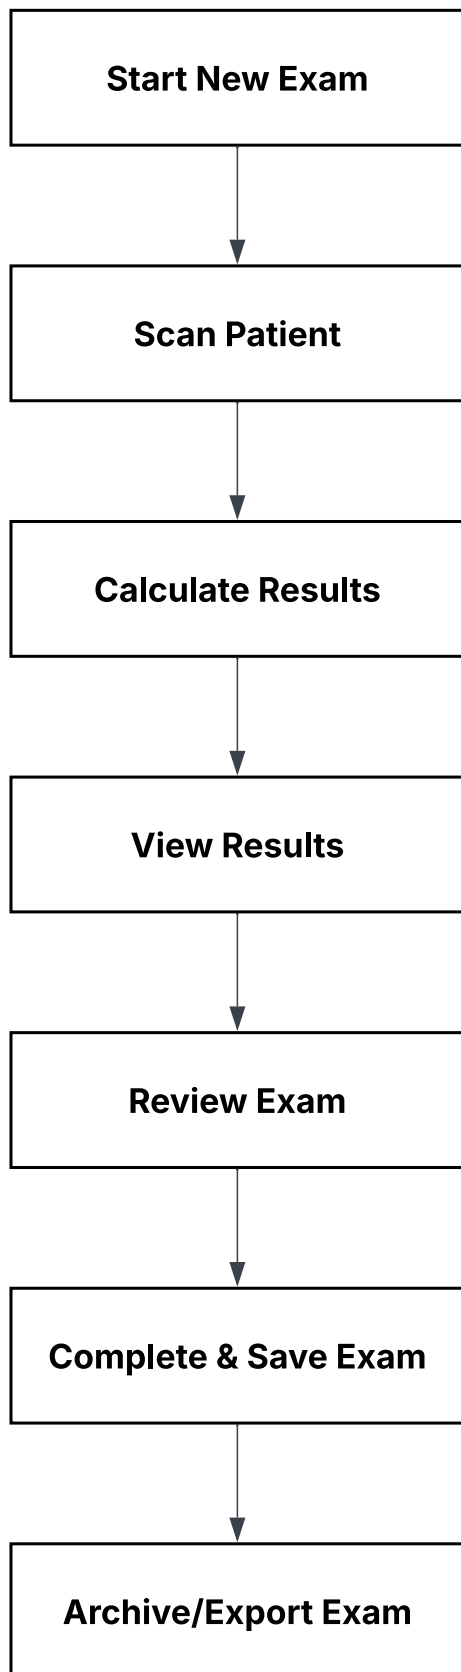 Start New Exam
Scan Patient
Calculate Results
View Results
Review Exam
Complete & Save Exam
Archive/Export Exam